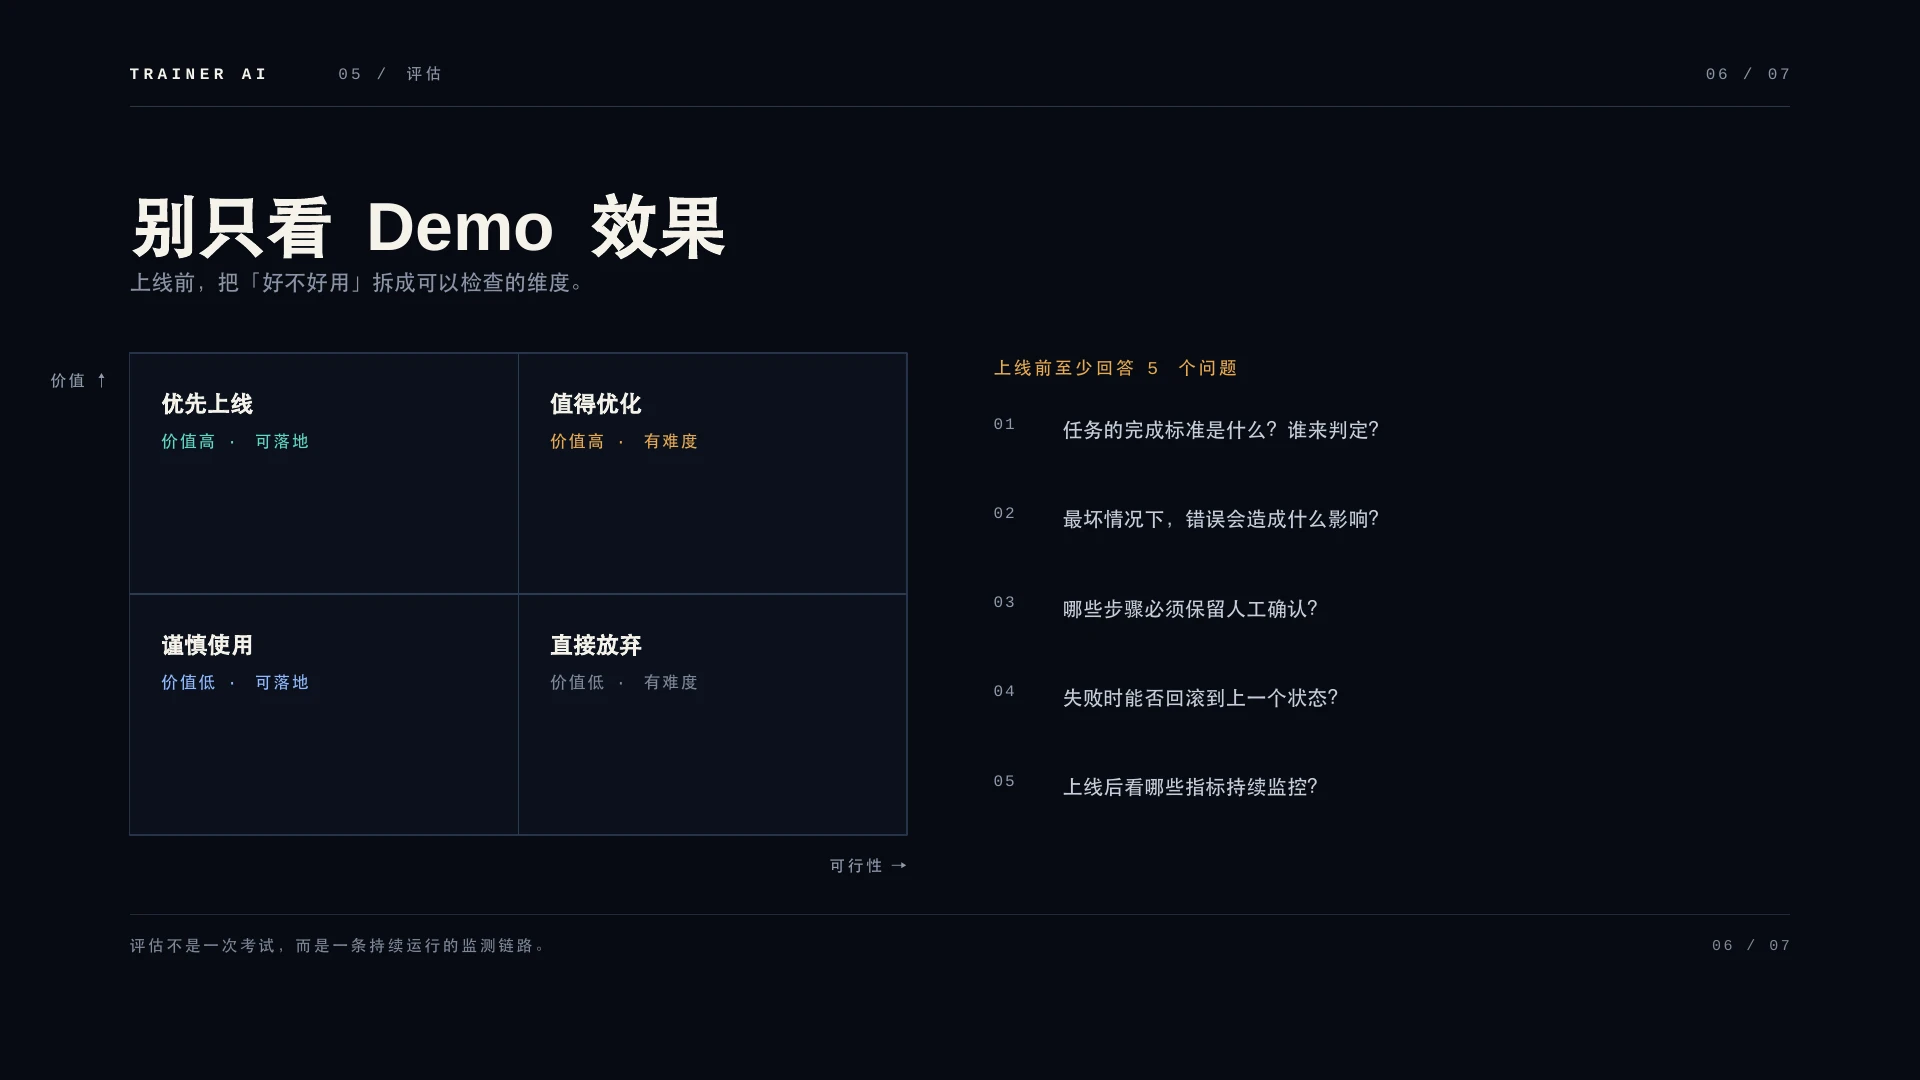 TRAINER AI
05 / 评估
06 / 07
别只看 Demo 效果
上线前，把「好不好用」拆成可以检查的维度。
价值 ↑
优先上线
价值高 · 可落地
值得优化
价值高 · 有难度
谨慎使用
价值低 · 可落地
直接放弃
价值低 · 有难度
可行性 →
上线前至少回答 5 个问题
01 任务的完成标准是什么？谁来判定？
02 最坏情况下，错误会造成什么影响？
03 哪些步骤必须保留人工确认？
04 失败时能否回滚到上一个状态？
05 上线后看哪些指标持续监控？
评估不是一次考试，而是一条持续运行的监测链路。
06 / 07